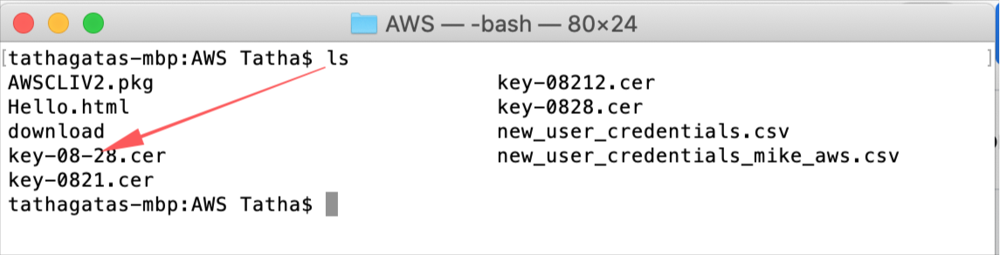 AWS — -bash — 80×24
[tathagatas-mbp:AWS Tatha$ ls ]
AWSCLIV2.pkg key-08212.cer
Hello.html key-0828.cer
download new_user_credentials.csv
key-08-28.cer new_user_credentials_mike_aws.csv
key-0821.cer
tathagatas-mbp:AWS Tatha$